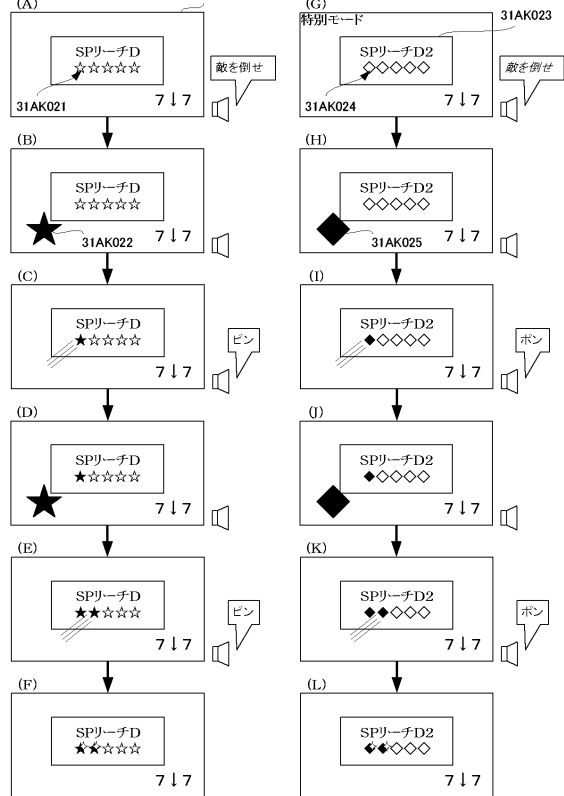 (A)
SPリーチD
☆☆☆☆☆
敵を倒せ
31AK021
7↓7
(B)
SPリーチD
☆☆☆☆☆
31AK022
7↓7
(C)
SPリーチD
★☆☆☆☆
ピン
7↓7
(D)
SPリーチD
★☆☆☆☆
7↓7
(E)
SPリーチD
★★☆☆☆
ピン
7↓7
(F)
SPリーチD
★★☆☆☆
7↓7
(G)
特別モード
31AK023
SPリーチD2
◇◇◇◇◇
敵を倒せ
31AK024
7↓7
(H)
SPリーチD2
◇◇◇◇◇
31AK025
7↓7
(I)
SPリーチD2
◆◇◇◇◇
ポン
7↓7
(J)
SPリーチD2
◆◇◇◇◇
7↓7
(K)
SPリーチD2
◆◆◇◇◇
ポン
7↓7
(L)
SPリーチD2
◆◆◇◇◇
7↓7